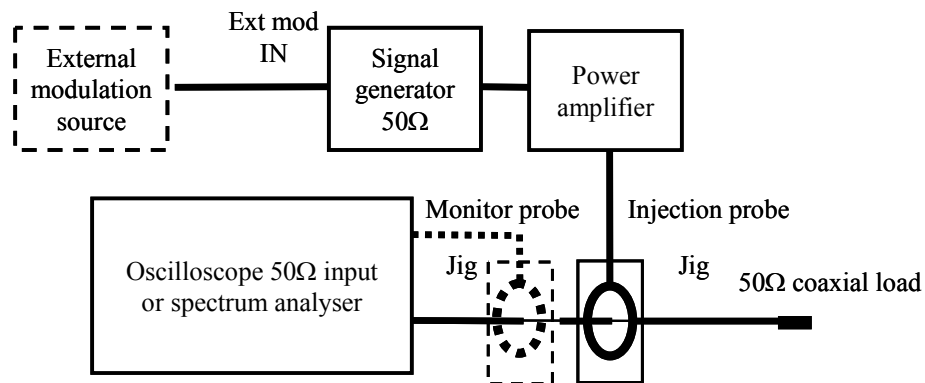 External
modulation
source
Ext mod
IN
Signal
generator
50Ω
Power
amplifier
Oscilloscope 50Ω input
or spectrum analyser
Monitor probe
Injection probe
Jig
Jig
50Ω coaxial load